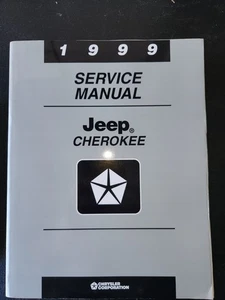 1999
SERVICE
MANUAL
Jeep®
CHEROKEE
CHRYSLER
CORPORATION